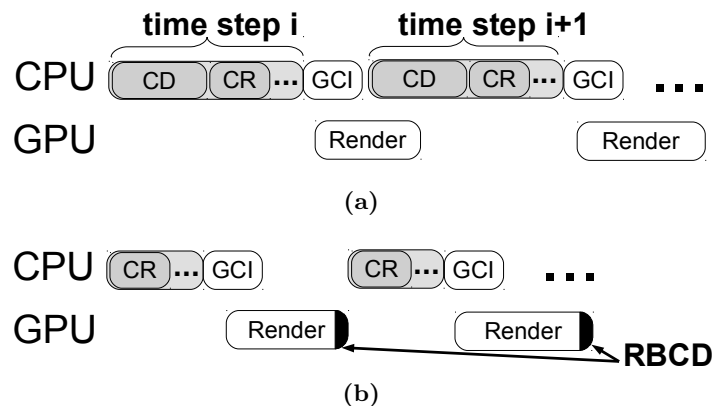 time step i time step i+1
CPU CD CR ... GCI CD CR ... GCI ...
GPU Render Render
(a)
CPU CR ... GCI CR ... GCI ...
GPU Render Render
RBCD
(b)